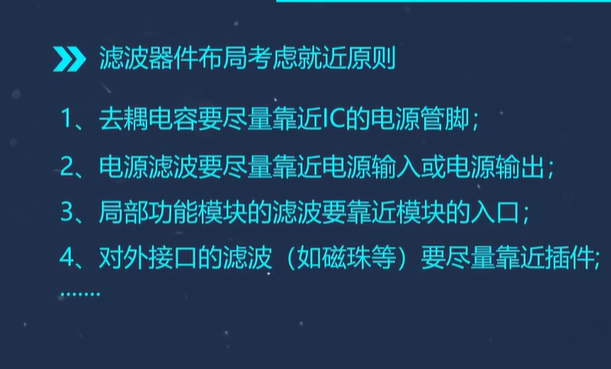 滤波器件布局考虑就近原则
1、去耦电容要尽量靠近IC的电源管脚；
2、电源滤波要尽量靠近电源输入或电源输出；
3、局部功能模块的滤波要靠近模块的入口；
4、对外接口的滤波（如磁珠等）要尽量靠近插件;
.......